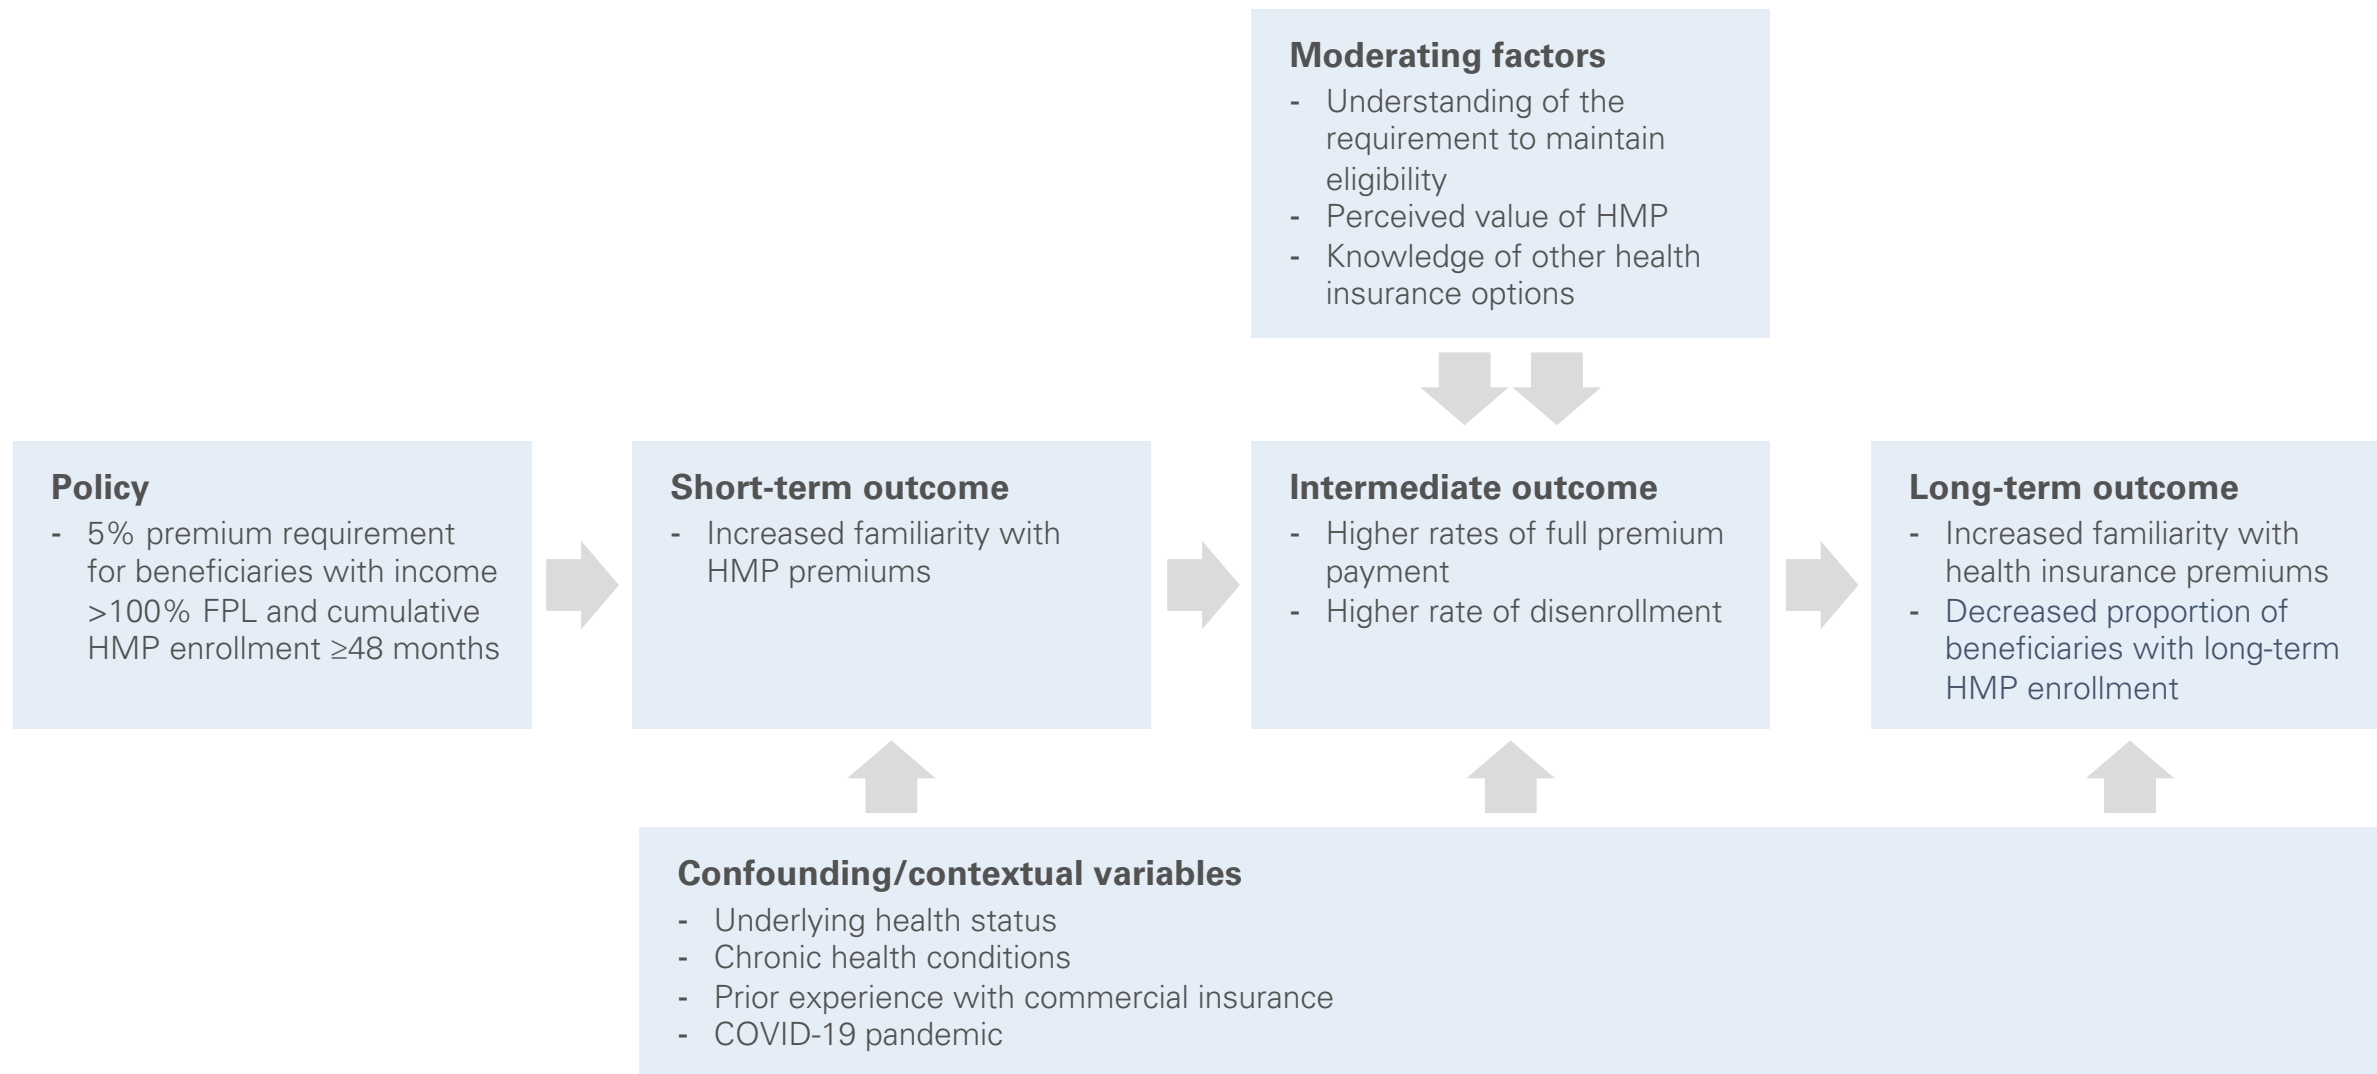 Moderating factors
- Understanding of the
requirement to maintain
eligibility
- Perceived value of HMP
- Knowledge of other health
insurance options
Policy
- 5% premium requirement
for beneficiaries with income
>100% FPL and cumulative
HMP enrollment ≥48 months
Short-term outcome
- Increased familiarity with
HMP premiums
Intermediate outcome
- Higher rates of full premium
payment
- Higher rate of disenrollment
Long-term outcome
- Increased familiarity with
health insurance premiums
- Decreased proportion of
beneficiaries with long-term
HMP enrollment
Confounding/contextual variables
- Underlying health status
- Chronic health conditions
- Prior experience with commercial insurance
- COVID-19 pandemic